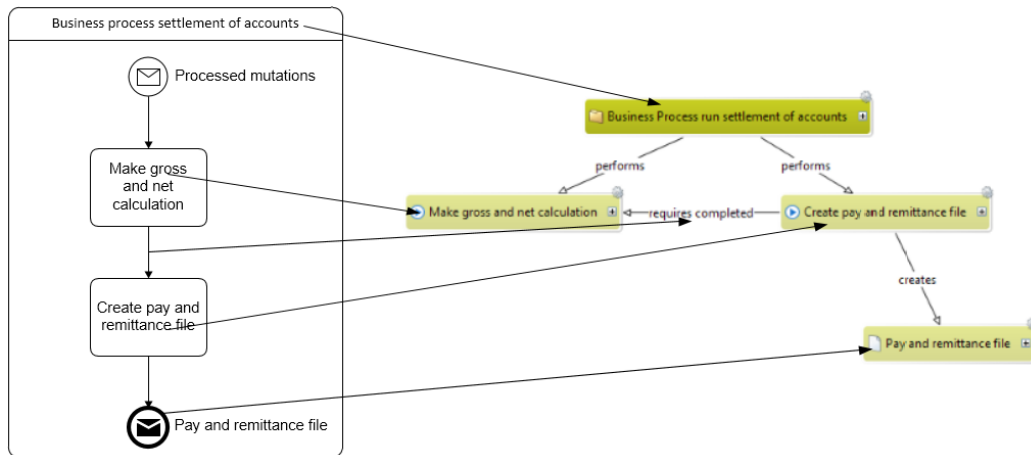 Business process settlement of accounts
Processed mutations
Make gross
and net
calculation
Create pay and
remittance file
Pay and remittance file
Business Process run settlement of accounts
performs
performs
Make gross and net calculation
requires completed
Create pay and remittance file
creates
Pay and remittance file